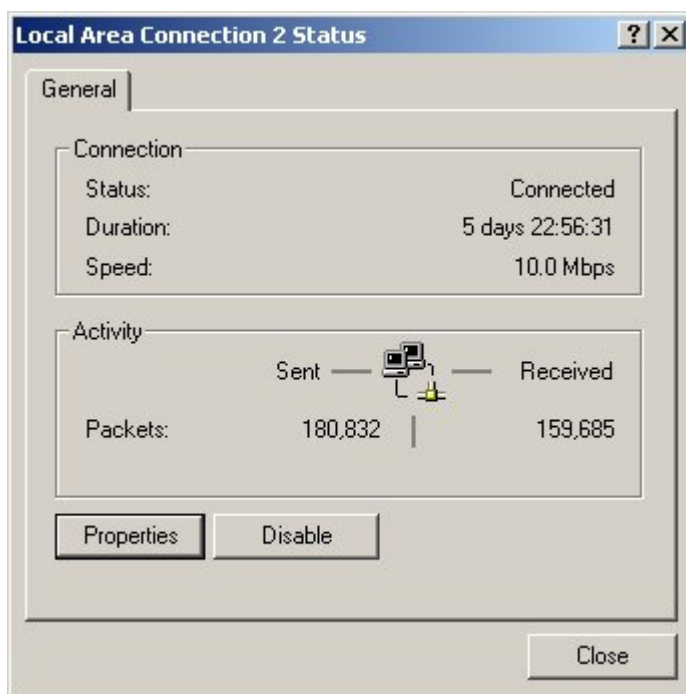 Local Area Connection 2 Status
General
Connection
Status: Connected
Duration: 5 days 22:56:31
Speed: 10.0 Mbps
Activity
Sent Received
Packets: 180,832 159,685
Properties Disable
Close